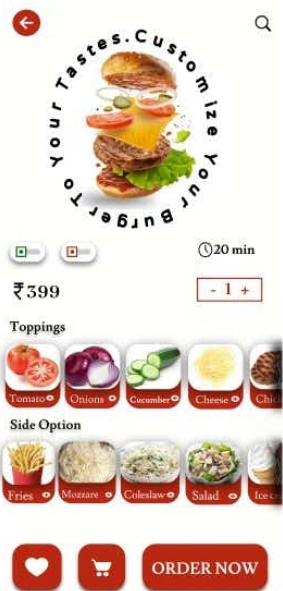 Customize Your Burger To Your Tastes.
20 min
₹399
- 1 +
Toppings
Tomato
Onions
Cucumber
Cheese
Side Option
Fries
Mozzare
Coleslaw
Salad
ORDER NOW